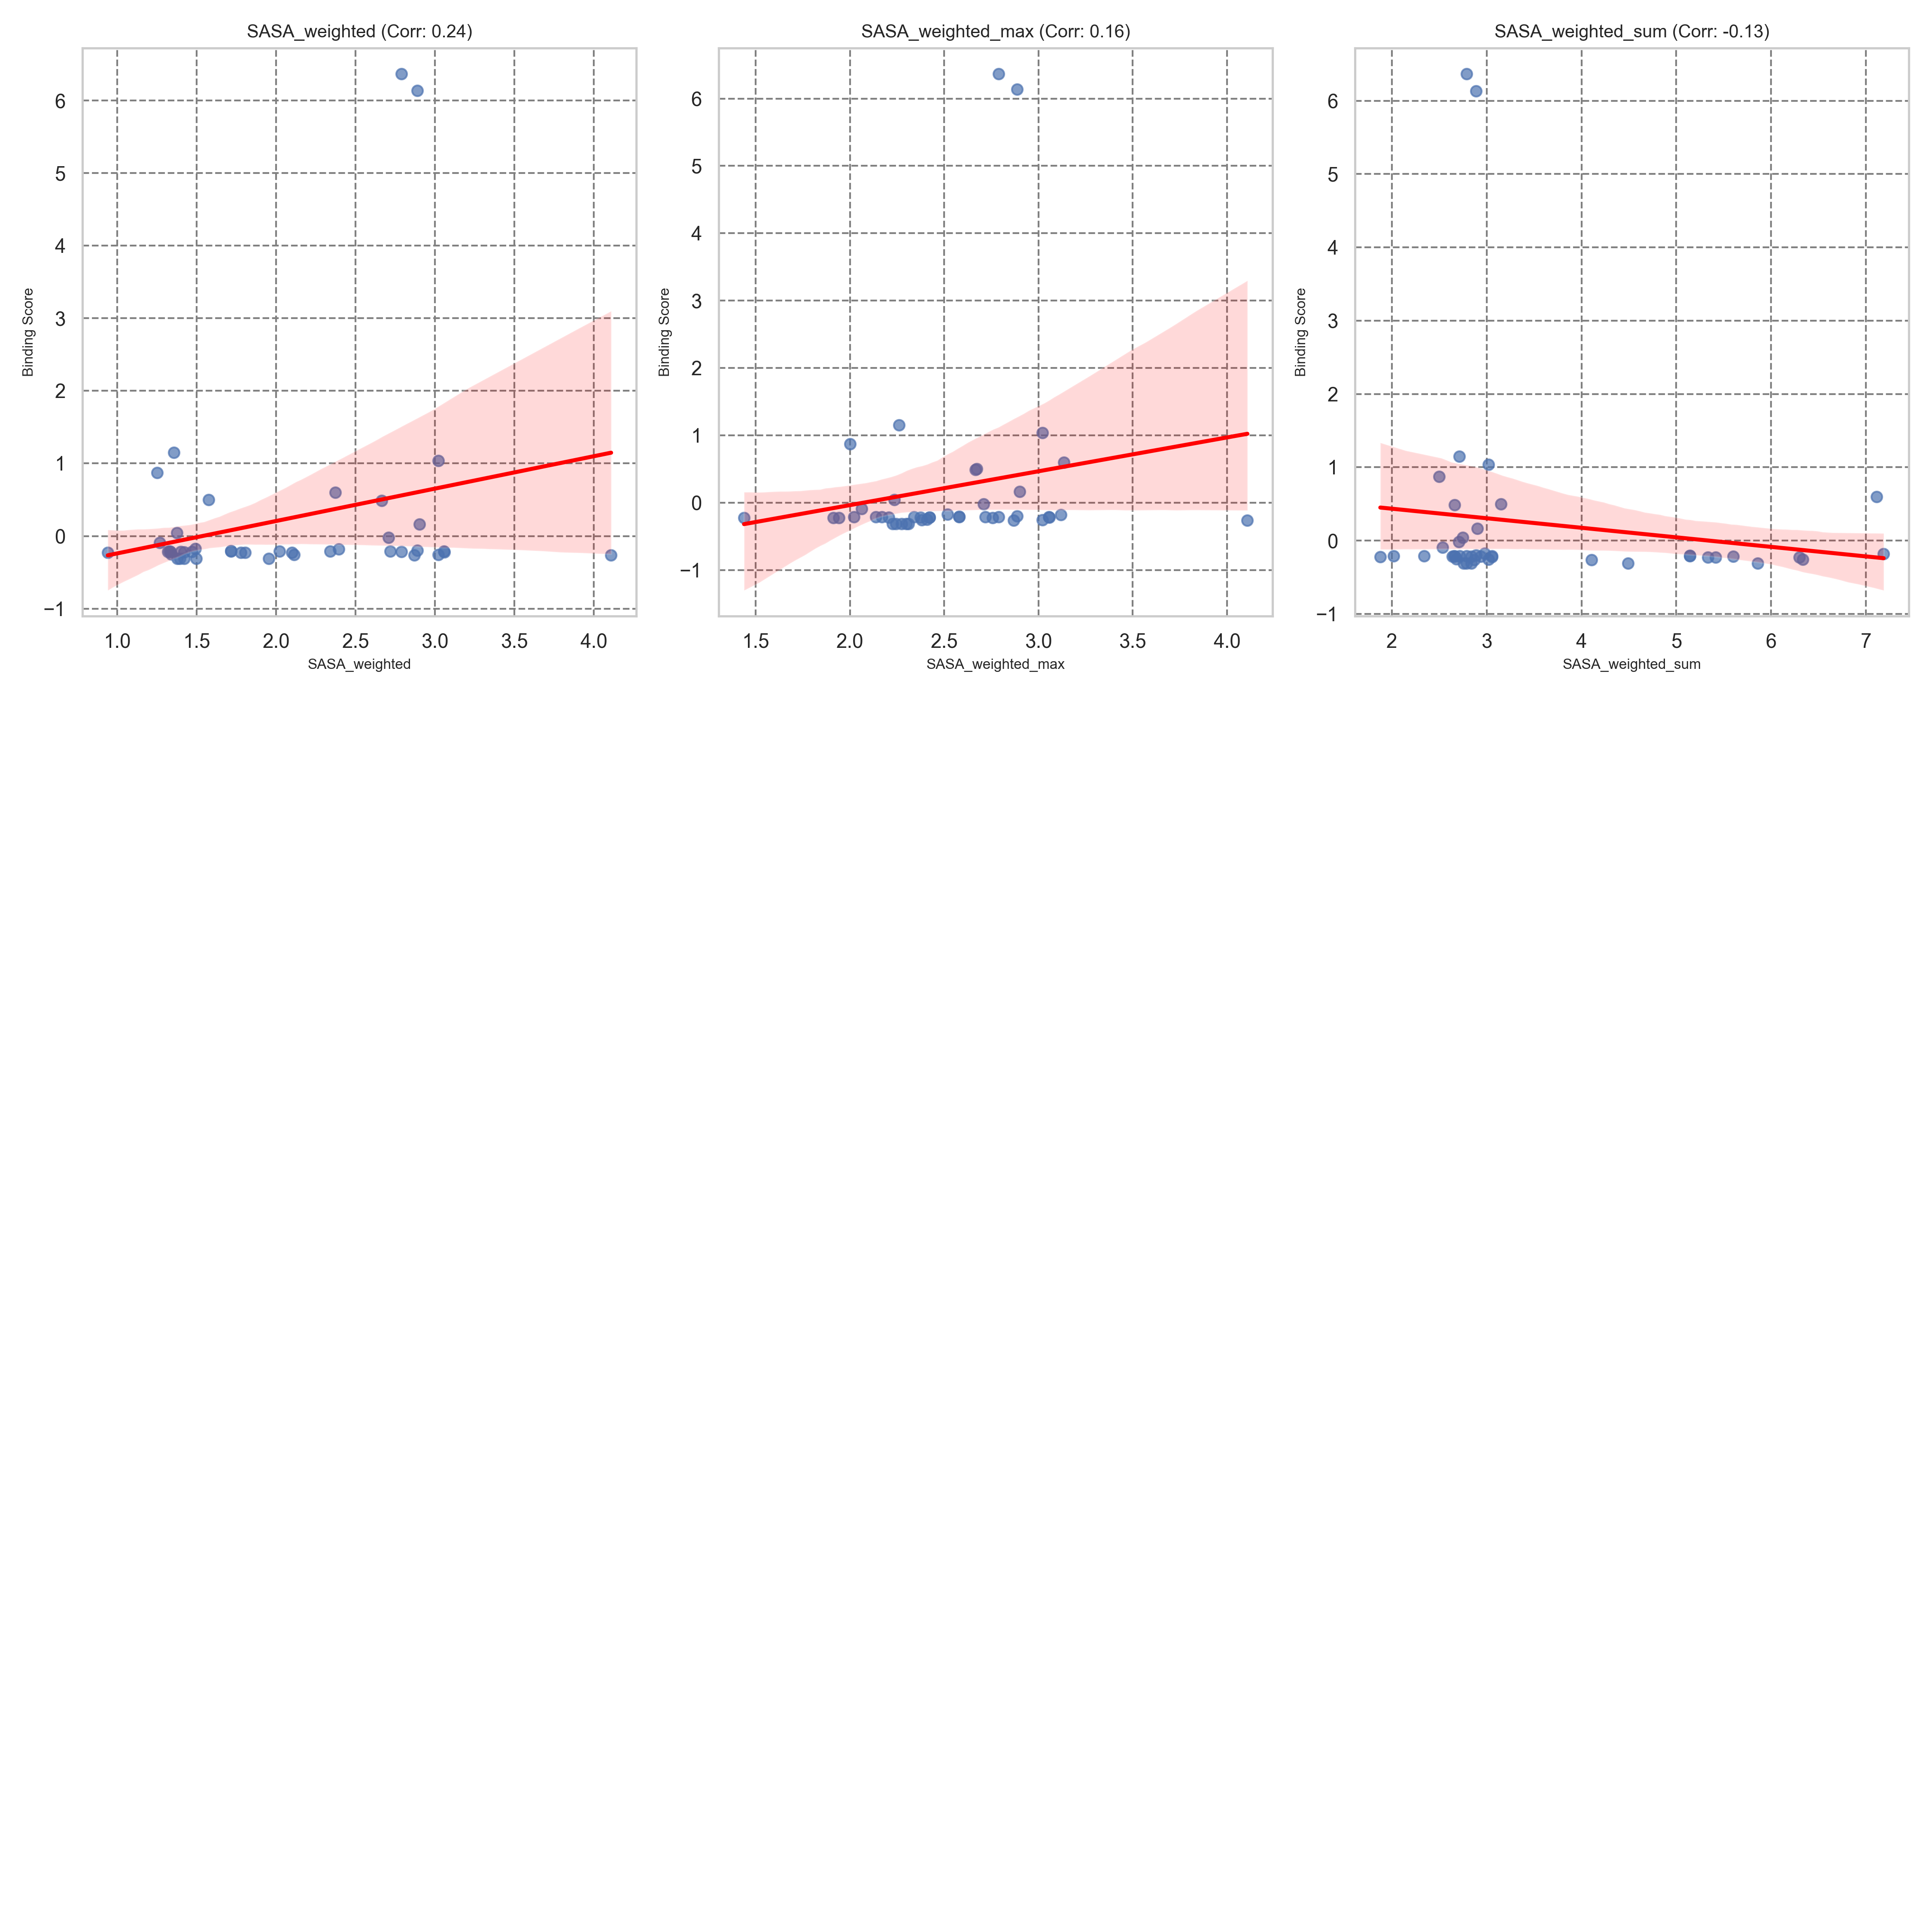 SASA_weighted (Corr: 0.24)
6
5
4
3
2
1
0
−1
Binding Score
1.0 1.5 2.0 2.5 3.0 3.5 4.0
SASA_weighted
SASA_weighted_max (Corr: 0.16)
6
5
4
3
2
1
0
−1
Binding Score
1.5 2.0 2.5 3.0 3.5 4.0
SASA_weighted_max
SASA_weighted_sum (Corr: -0.13)
6
5
4
3
2
1
0
−1
Binding Score
2 3 4 5 6 7
SASA_weighted_sum